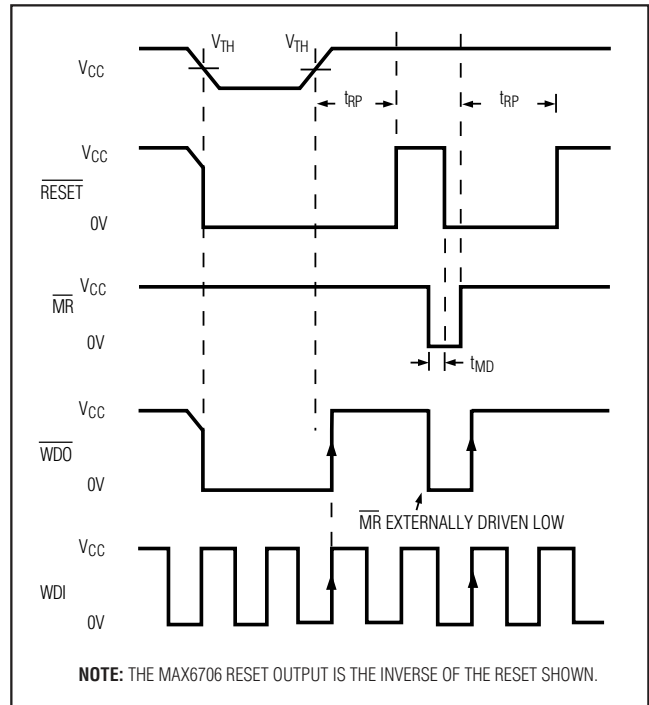 VTH VTH
VCC
tRP tRP
VCC
RESET
0V
VCC
MR
0V
tMD
VCC
WDO
0V
MR EXTERNALLY DRIVEN LOW
VCC
WDI
0V
NOTE: THE MAX6706 RESET OUTPUT IS THE INVERSE OF THE RESET SHOWN.